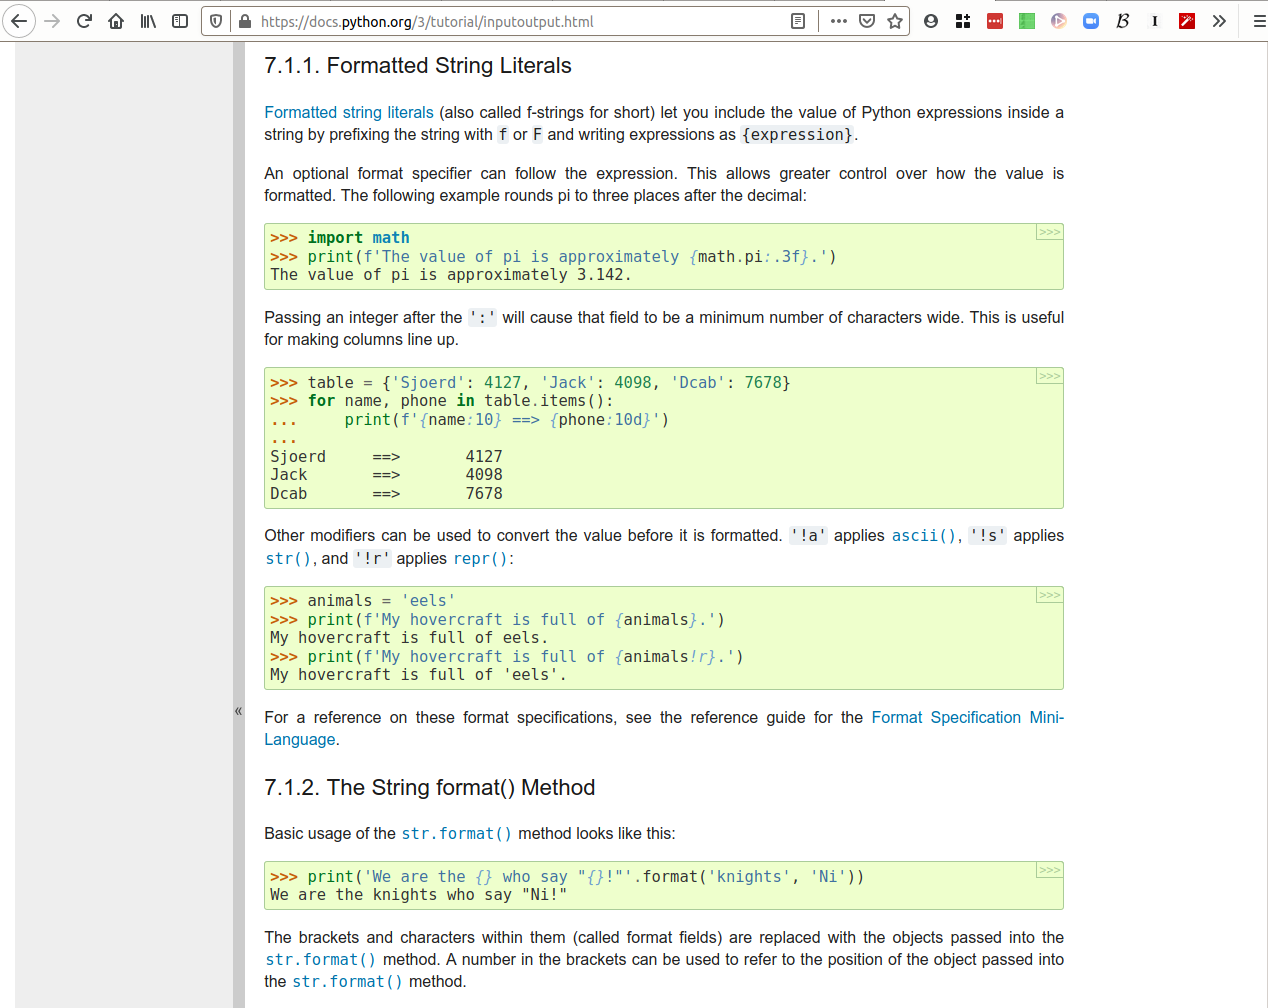 https://docs.python.org/3/tutorial/inputoutput.html
7.1.1. Formatted String Literals
Formatted string literals (also called f-strings for short) let you include the value of Python expressions inside a
string by prefixing the string with f or F and writing expressions as {expression}.
An optional format specifier can follow the expression. This allows greater control over how the value is
formatted. The following example rounds pi to three places after the decimal:
>>> import math
>>>
>>> print(f'The value of pi is approximately {math.pi:.3f}.')
The value of pi is approximately 3.142.
Passing an integer after the ':' will cause that field to be a minimum number of characters wide. This is useful
for making columns line up.
>>> table = {'Sjoerd': 4127, 'Jack': 4098, 'Dcab': 7678}
>>>
>>> for name, phone in table.items():
...     print(f'{name:10} ==> {phone:10d}')
...
Sjoerd     ==>       4127
Jack       ==>       4098
Dcab       ==>       7678
Other modifiers can be used to convert the value before it is formatted. '!a' applies ascii(), '!s' applies
str(), and '!r' applies repr():
>>> animals = 'eels'
>>>
>>> print(f'My hovercraft is full of {animals}.')
My hovercraft is full of eels.
>>> print(f'My hovercraft is full of {animals!r}.')
My hovercraft is full of 'eels'.
«
For a reference on these format specifications, see the reference guide for the Format Specification Mini-
Language.
7.1.2. The String format() Method
Basic usage of the str.format() method looks like this:
>>> print('We are the {} who say "{}!"'.format('knights', 'Ni'))
>>>
We are the knights who say "Ni!"
The brackets and characters within them (called format fields) are replaced with the objects passed into the
str.format() method. A number in the brackets can be used to refer to the position of the object passed into
the str.format() method.